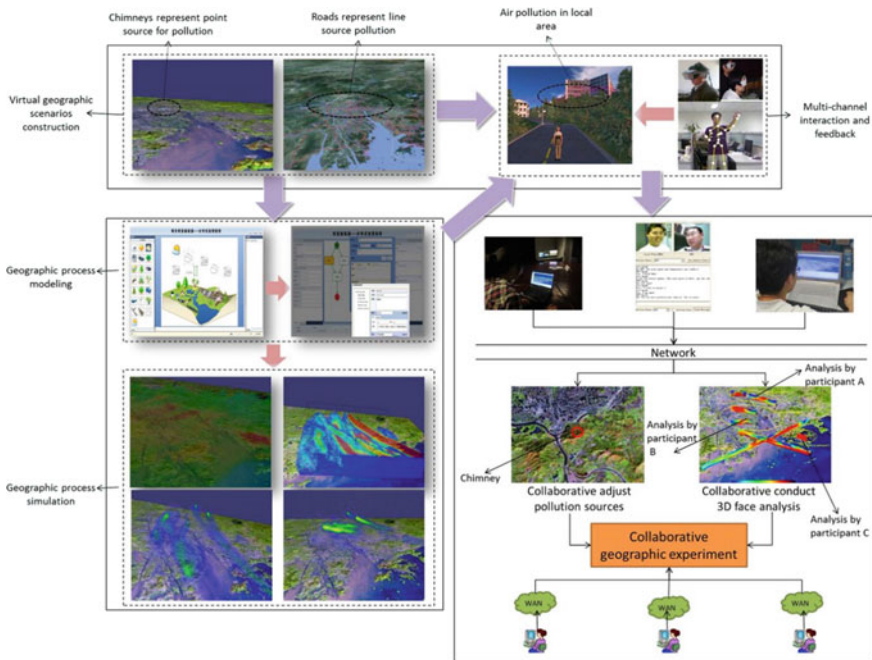 Chimneys represent point
source for pollution
Roads represent line
source pollution
Air pollution in local
area
Virtual geographic
scenarios
construction
Multi-channel
interaction and
feedback
Geographic process
modeling
Network
Analysis by
participant A
Analysis by
participant
B
Chimney
Collaborative adjust
pollution sources
Collaborative conduct
3D face analysis
Analysis by
participant C
Geographic process
simulation
Collaborative
geographic experiment
WAN
WAN
WAN